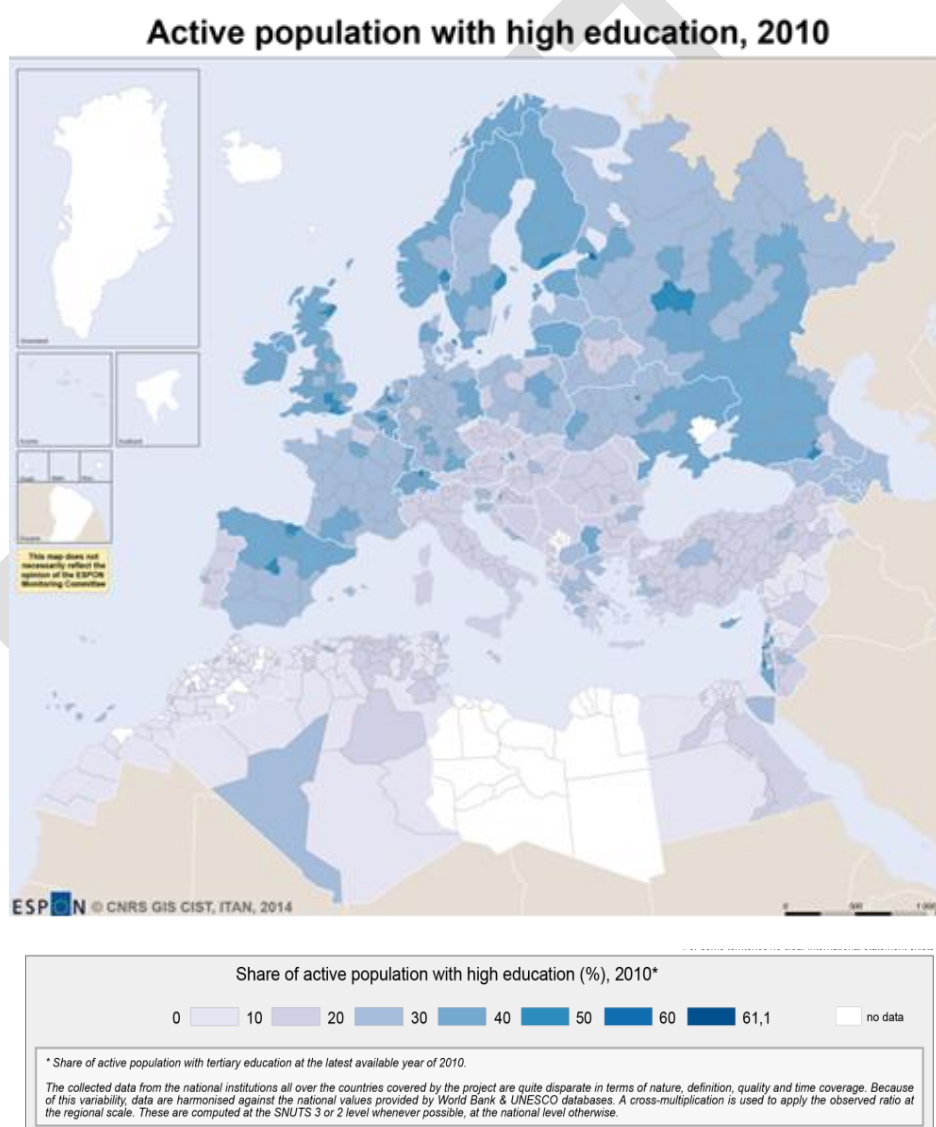 Active population with high education, 2010
This map does not
necessarily reflect the
opinion of the ESPON
Monitoring Committee
ESPON © CNRS GIS CIST, ITAN, 2014
0 500 1 000
Share of active population with high education (%), 2010*
0 10 20 30 40 50 60 61,1 no data
* Share of active population with tertiary education at the latest available year of 2010.
The collected data from the national institutions all over the countries covered by the project are quite disparate in terms of nature, definition, quality and time coverage. Because
of this variability, data are harmonised against the national values provided by World Bank & UNESCO databases. A cross-multiplication is used to apply the observed ratio at
the regional scale. These are computed at the SNUTS 3 or 2 level whenever possible, at the national level otherwise.